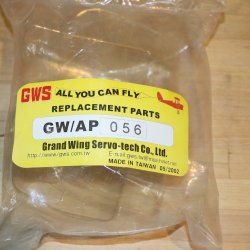 GWS ALL YOU CAN FLY
REPLACEMENT PARTS
GW/AP 056
Grand Wing Servo-tech Co., Ltd.
http://www.gws.com.tw
MADE IN TAIWAN 05/2002